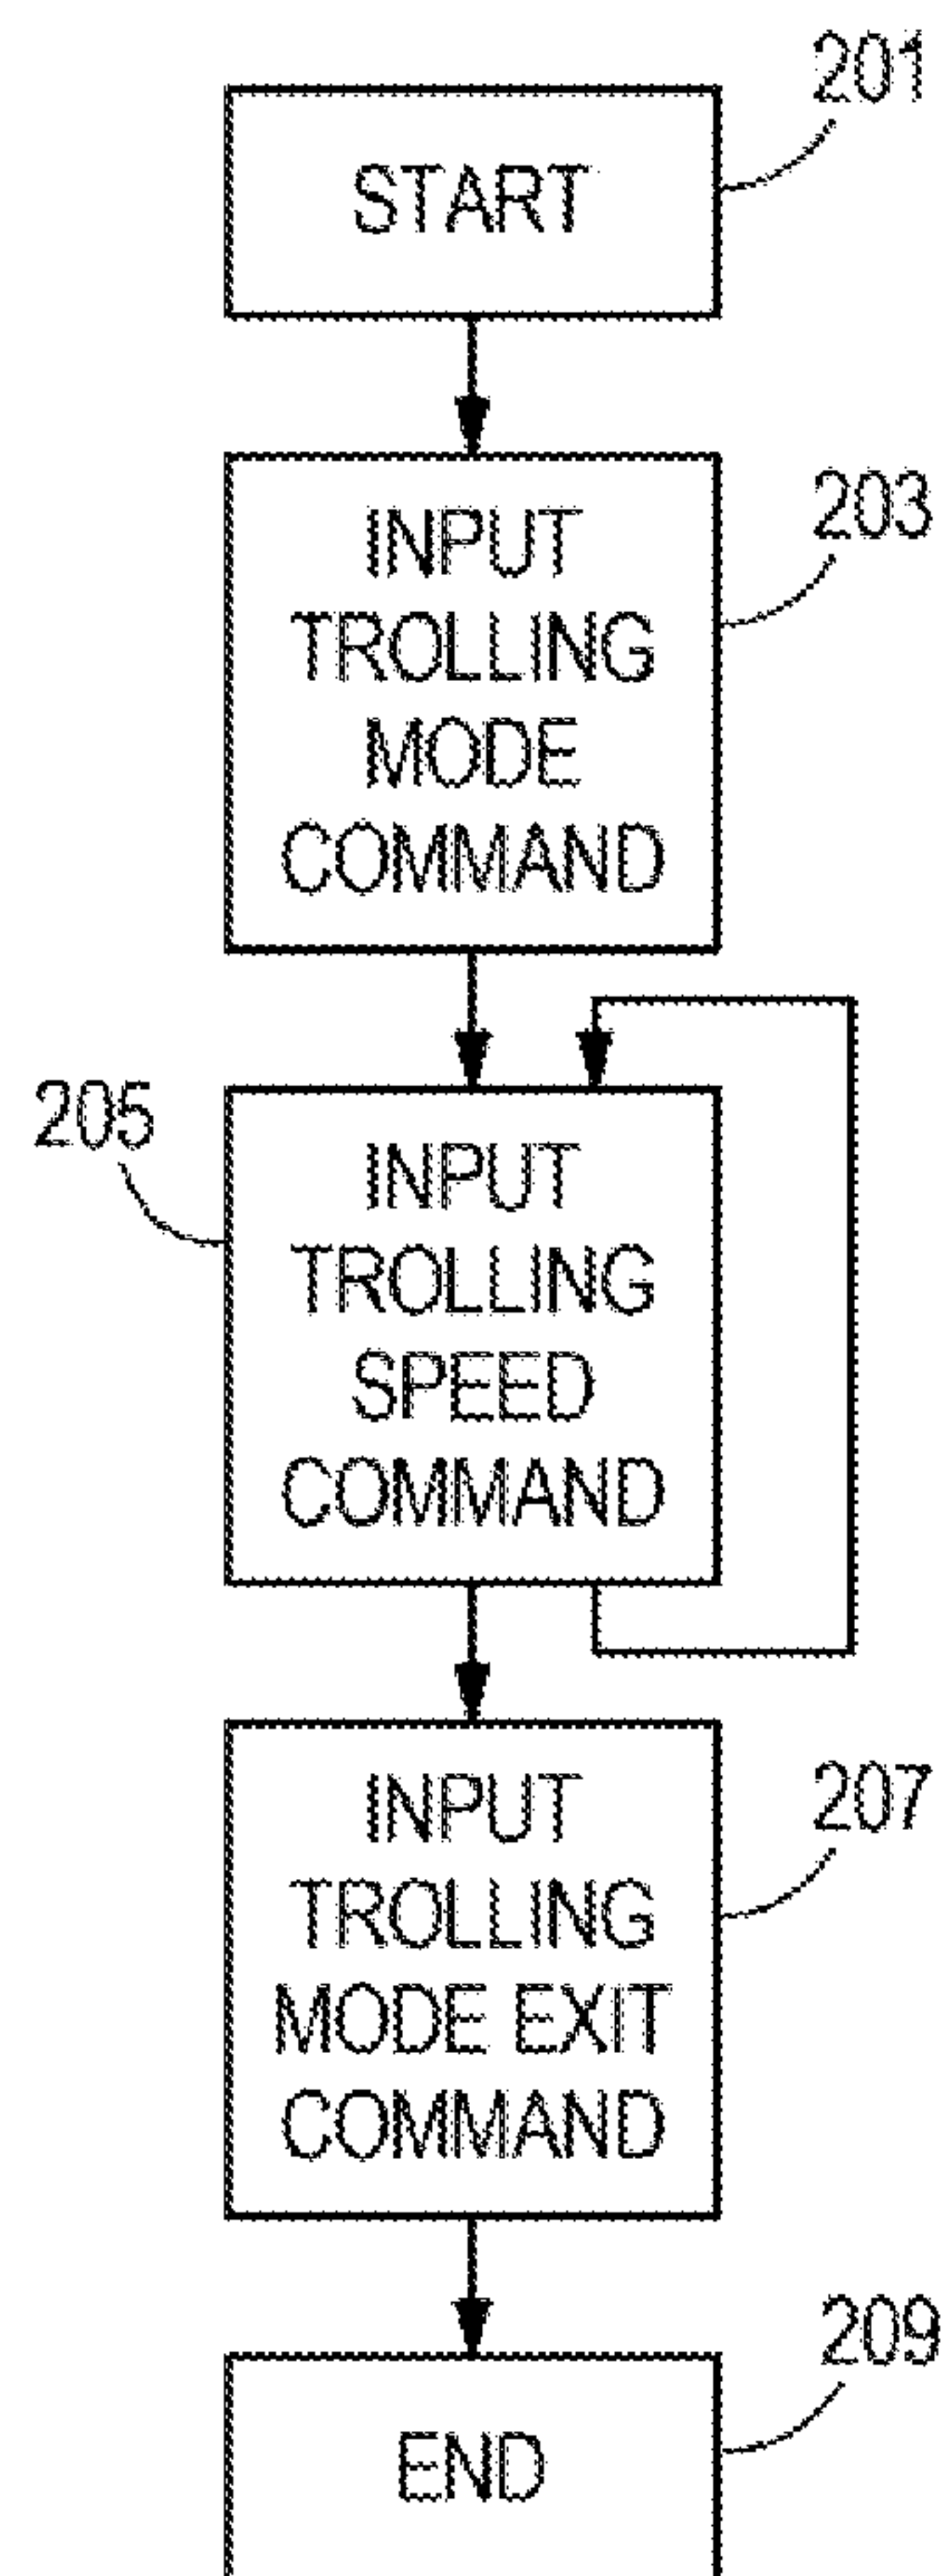 201
START
203
INPUT
TROLLING
MODE
COMMAND
205
INPUT
TROLLING
SPEED
COMMAND
207
INPUT
TROLLING
MODE EXIT
COMMAND
209
END